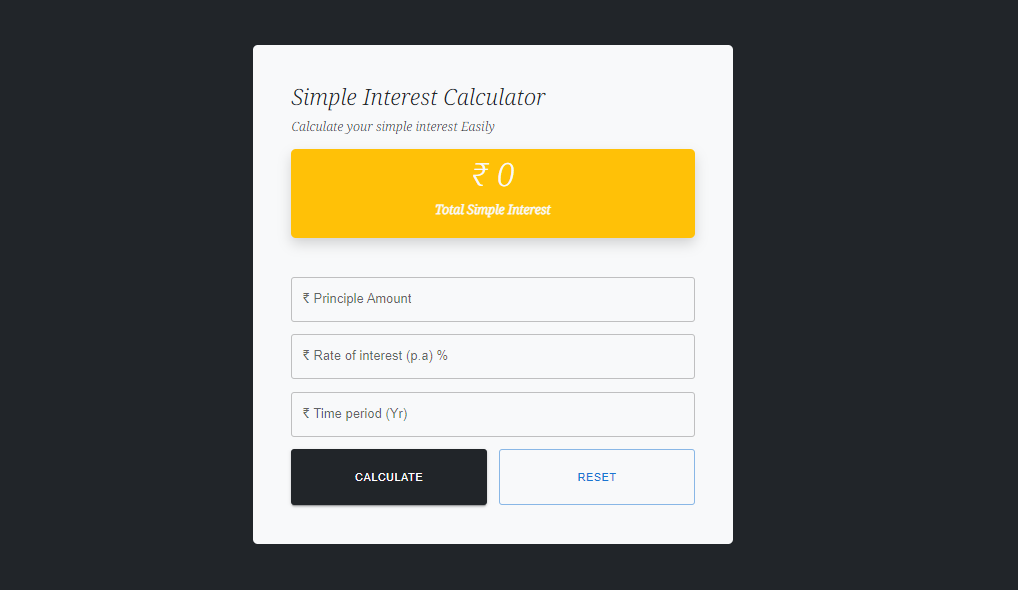 Simple Interest Calculator
Calculate your simple interest Easily
₹ 0
Total Simple Interest
₹ Principle Amount
₹ Rate of interest (p.a) %
₹ Time period (Yr)
CALCULATE
RESET